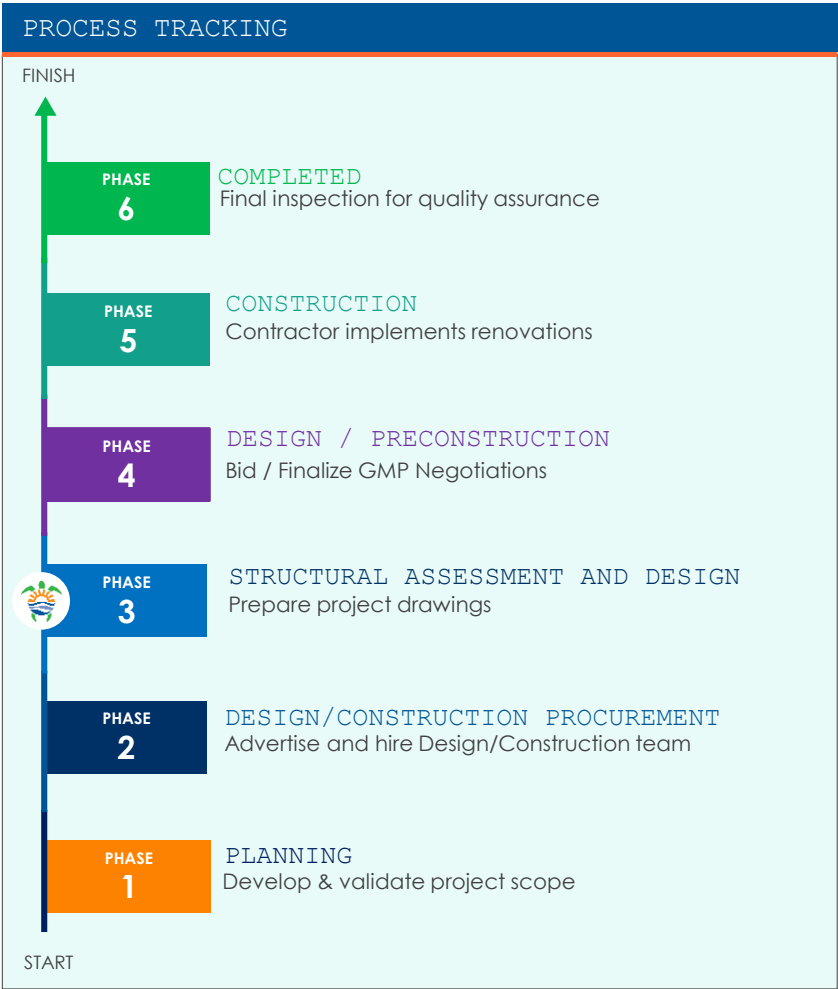 PROCESS TRACKING
FINISH
PHASE
6
COMPLETED
Final inspection for quality assurance
PHASE
5
CONSTRUCTION
Contractor implements renovations
PHASE
4
DESIGN / PRECONSTRUCTION
Bid / Finalize GMP Negotiations
PHASE
3
STRUCTURAL ASSESSMENT AND DESIGN
Prepare project drawings
PHASE
2
DESIGN/CONSTRUCTION PROCUREMENT
Advertise and hire Design/Construction team
PHASE
1
PLANNING
Develop & validate project scope
START